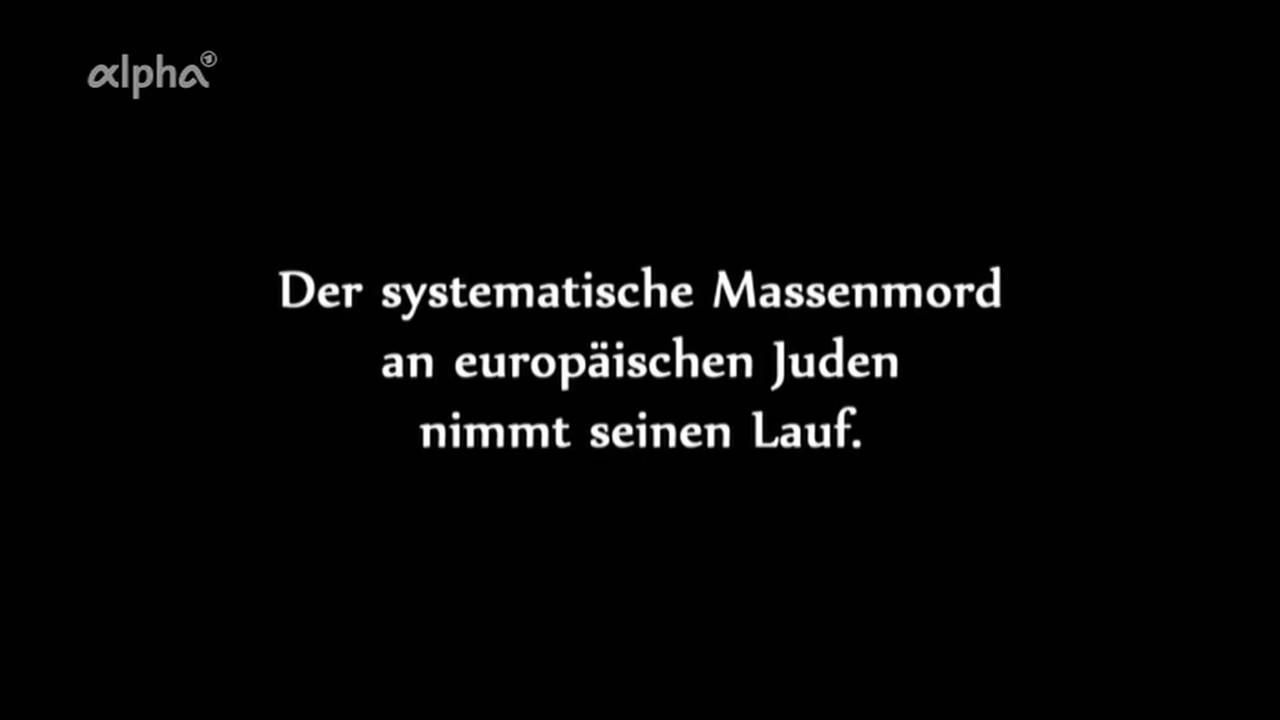 alpha
Der systematische Massenmord
an europäischen Juden
nimmt seinen Lauf.